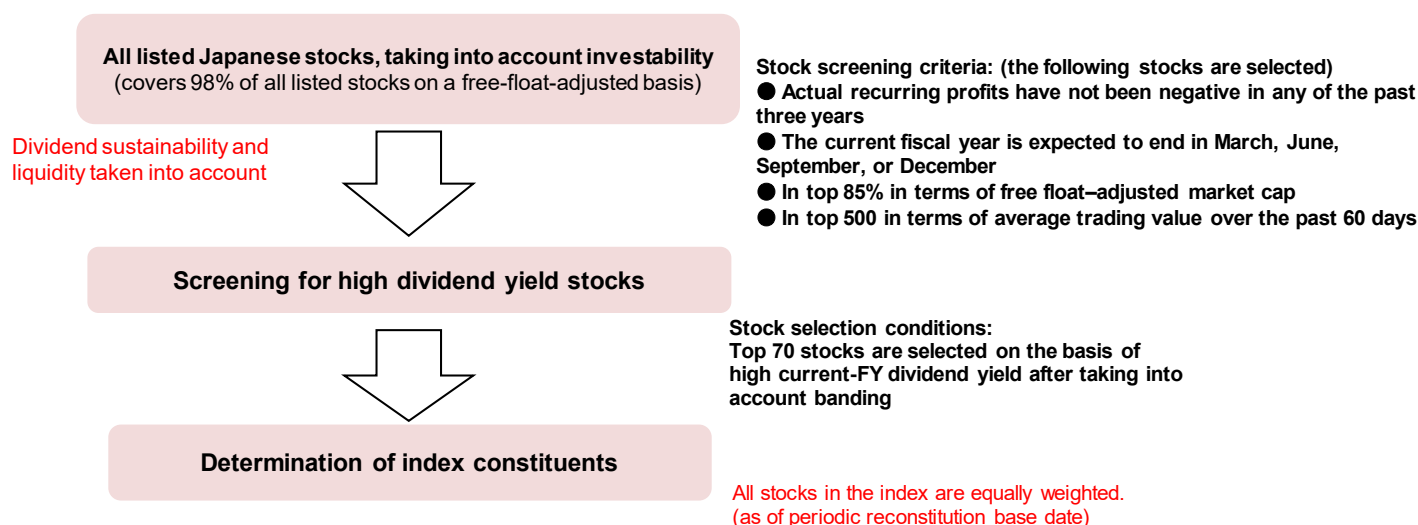 All listed Japanese stocks, taking into account investability
(covers 98% of all listed stocks on a free-float-adjusted basis)
Dividend sustainability and
liquidity taken into account
Stock screening criteria: (the following stocks are selected)
● Actual recurring profits have not been negative in any of the past
three years
● The current fiscal year is expected to end in March, June,
September, or December
● In top 85% in terms of free float–adjusted market cap
● In top 500 in terms of average trading value over the past 60 days
Screening for high dividend yield stocks
Stock selection conditions:
Top 70 stocks are selected on the basis of
high current-FY dividend yield after taking into
account banding
Determination of index constituents
All stocks in the index are equally weighted.
(as of periodic reconstitution base date)